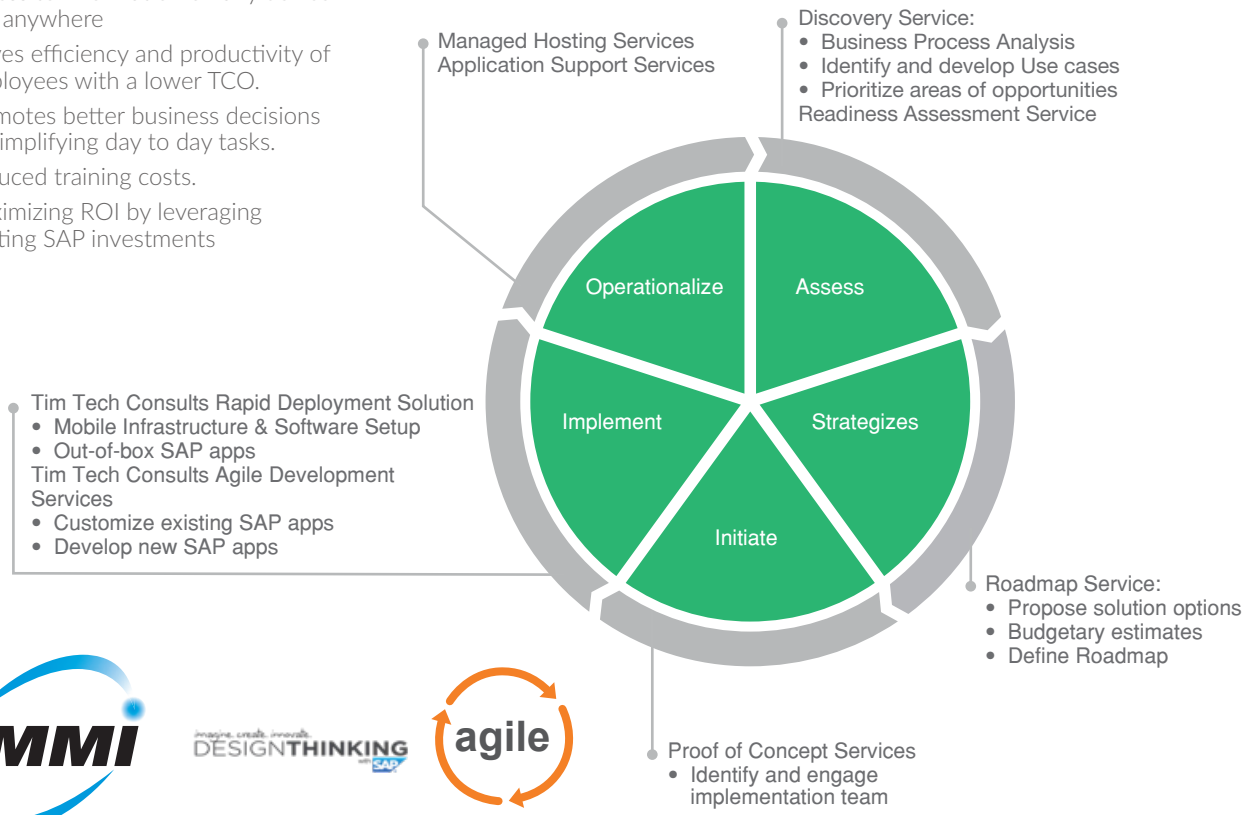 anywhere
es efficiency and productivity of
ployees with a lower TCO.
motes better business decisions
implifying day to day tasks.
uced training costs.
ximizing ROI by leveraging
ting SAP investments
Managed Hosting Services
Application Support Services
Discovery Service:
• Business Process Analysis
• Identify and develop Use cases
• Prioritize areas of opportunities
Readiness Assessment Service
Operationalize
Assess
Implement
Strategizes
Initiate
Tim Tech Consults Rapid Deployment Solution
• Mobile Infrastructure & Software Setup
• Out-of-box SAP apps
Tim Tech Consults Agile Development
Services
• Customize existing SAP apps
• Develop new SAP apps
Roadmap Service:
• Propose solution options
• Budgetary estimates
• Define Roadmap
Proof of Concept Services
• Identify and engage
implementation team
MMI
imagine. create. innovate.
DESIGNTHINKING
with SAP
agile